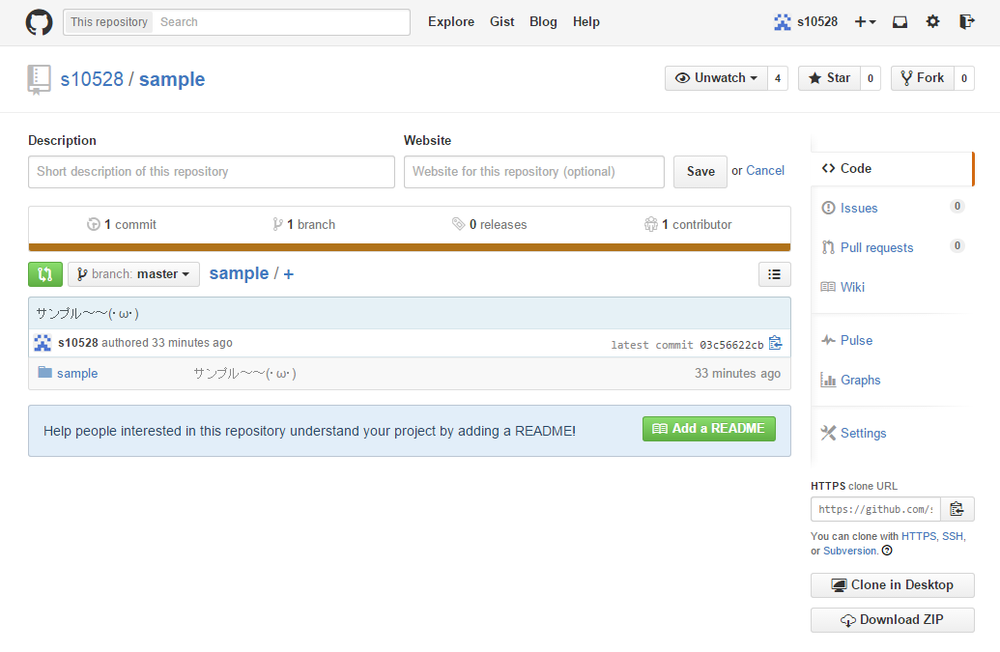 This repository Search Explore Gist Blog Help s10528
s10528 / sample Unwatch 4 Star 0 Fork 0
Description Website
Short description of this repository Website for this repository (optional) Save or Cancel
1 commit 1 branch 0 releases 1 contributor
branch: master sample / +
サンプル～～(･ω･)
s10528 authored 33 minutes ago latest commit 03c56622cb
sample サンプル～～(･ω･) 33 minutes ago
Help people interested in this repository understand your project by adding a README! Add a README
Code
Issues 0
Pull requests 0
Wiki
Pulse
Graphs
Settings
HTTPS clone URL
https://github.com/s
You can clone with HTTPS, SSH,
or Subversion.
Clone in Desktop
Download ZIP